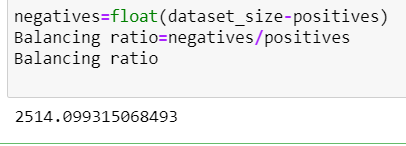 negatives=float(dataset_size-positives)
Balancing ratio=negatives/positives
Balancing ratio
2514.099315068493